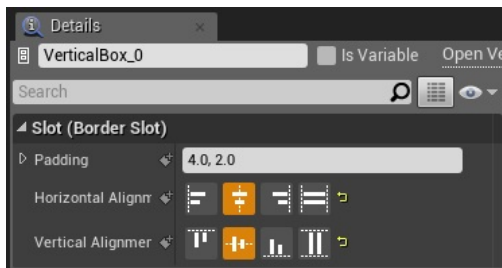 Details
VerticalBox_0
Is Variable
Open Ve
Search
Slot (Border Slot)
Padding
4.0, 2.0
Horizontal Alignm
Vertical Alignmer